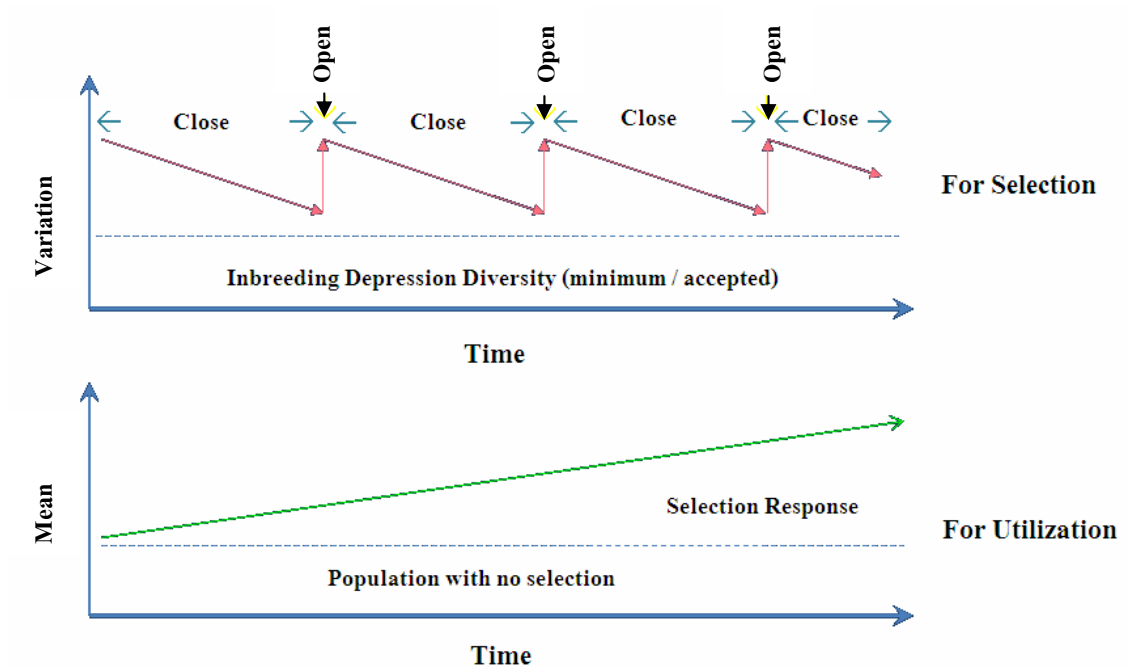 Open
Open
Open
Close
Close
Close
Close
For Selection
Variation
Inbreeding Depression Diversity (minimum / accepted)
Time
Mean
Selection Response
For Utilization
Population with no selection
Time